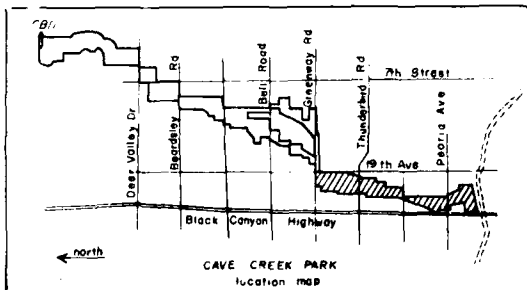 CBD
7th Street
Deer Valley Dr
Beardsley Rd
Bell Road
Greenway Rd
Thunderbird Rd
Peoria Ave
19th Ave
Black Canyon Highway
north
CAVE CREEK PARK
location map